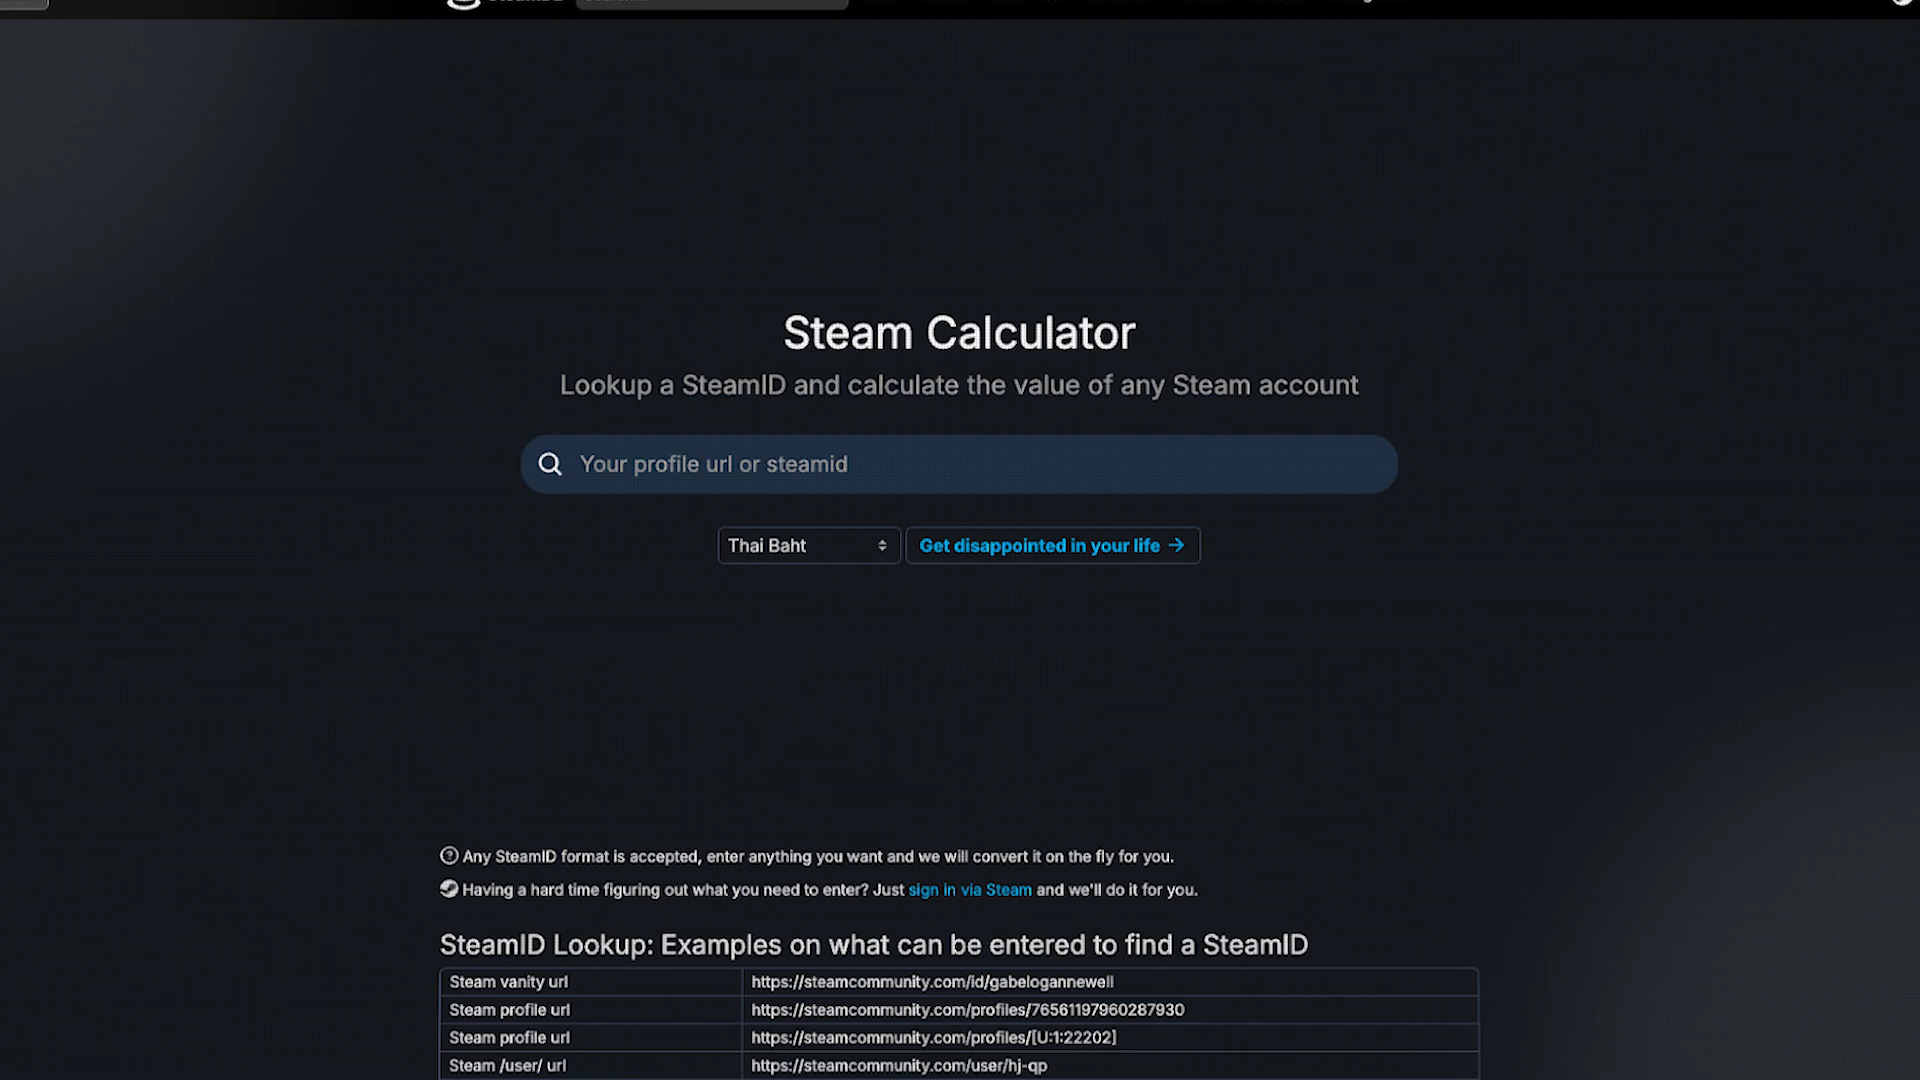 Steam Calculator
Lookup a SteamID and calculate the value of any Steam account
Your profile url or steamid
Thai Baht
Get disappointed in your life →
Any SteamID format is accepted, enter anything you want and we will convert it on the fly for you.
Having a hard time figuring out what you need to enter? Just sign in via Steam and we'll do it for you.
SteamID Lookup: Examples on what can be entered to find a SteamID
Steam vanity url https://steamcommunity.com/id/gabelogannewell
Steam profile url https://steamcommunity.com/profiles/76561197960287930
Steam profile url https://steamcommunity.com/profiles/[U:1:22202]
Steam /user/ url https://steamcommunity.com/user/hj-qp